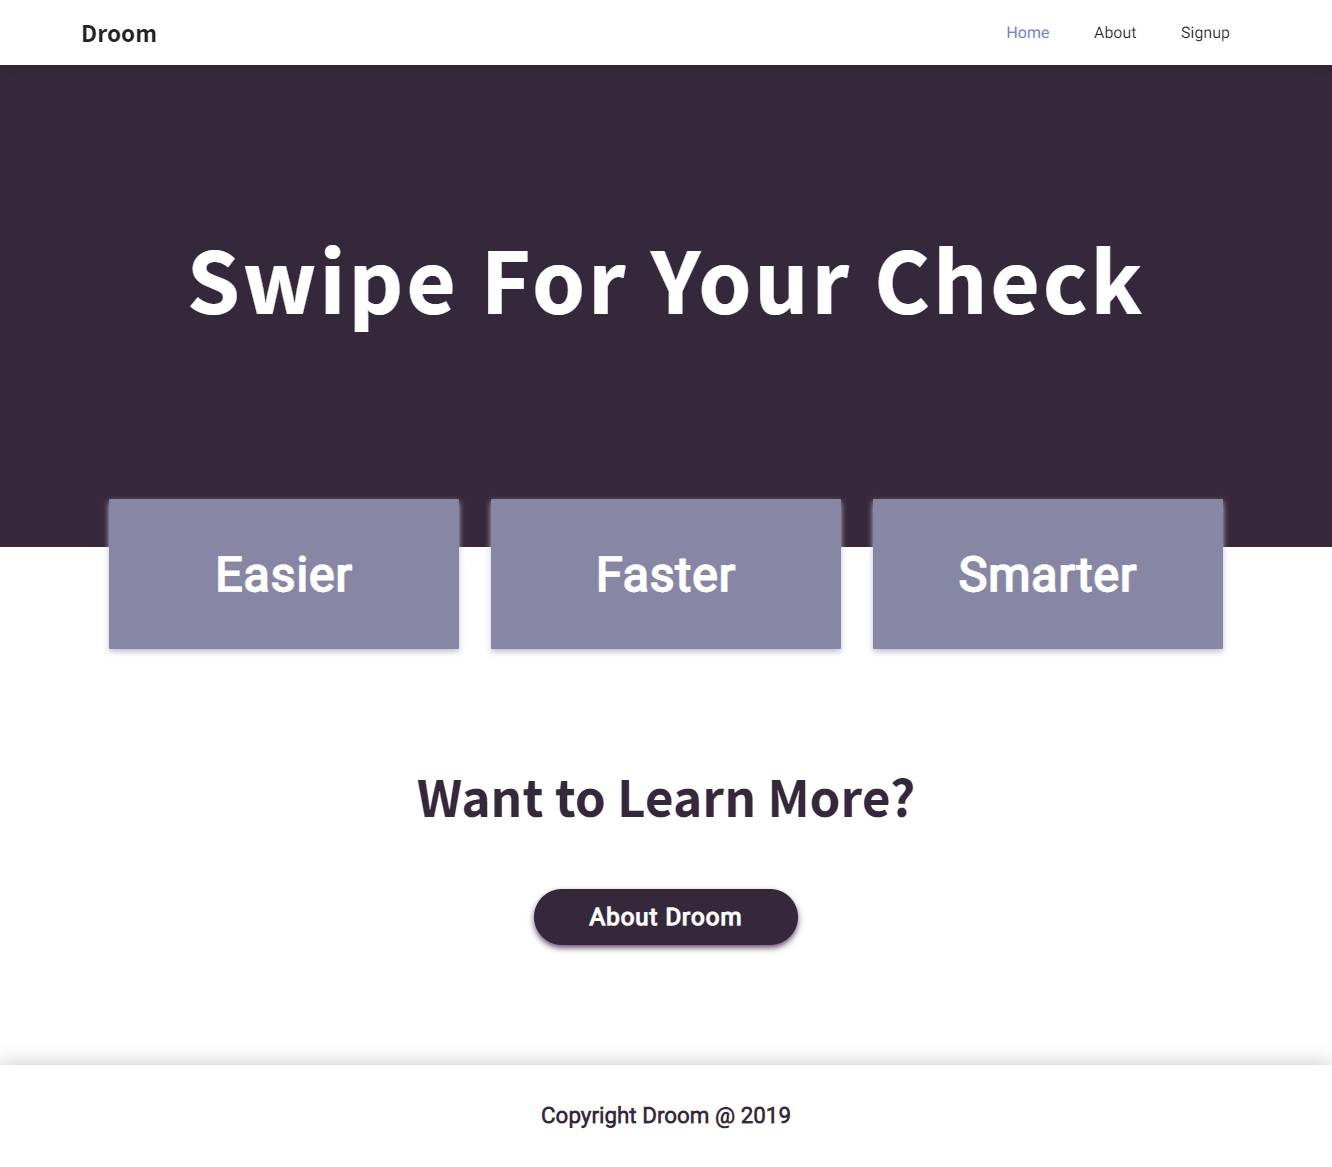 Droom
Home About Signup
Swipe For Your Check
Easier Faster Smarter
Want to Learn More?
About Droom
Copyright Droom @ 2019